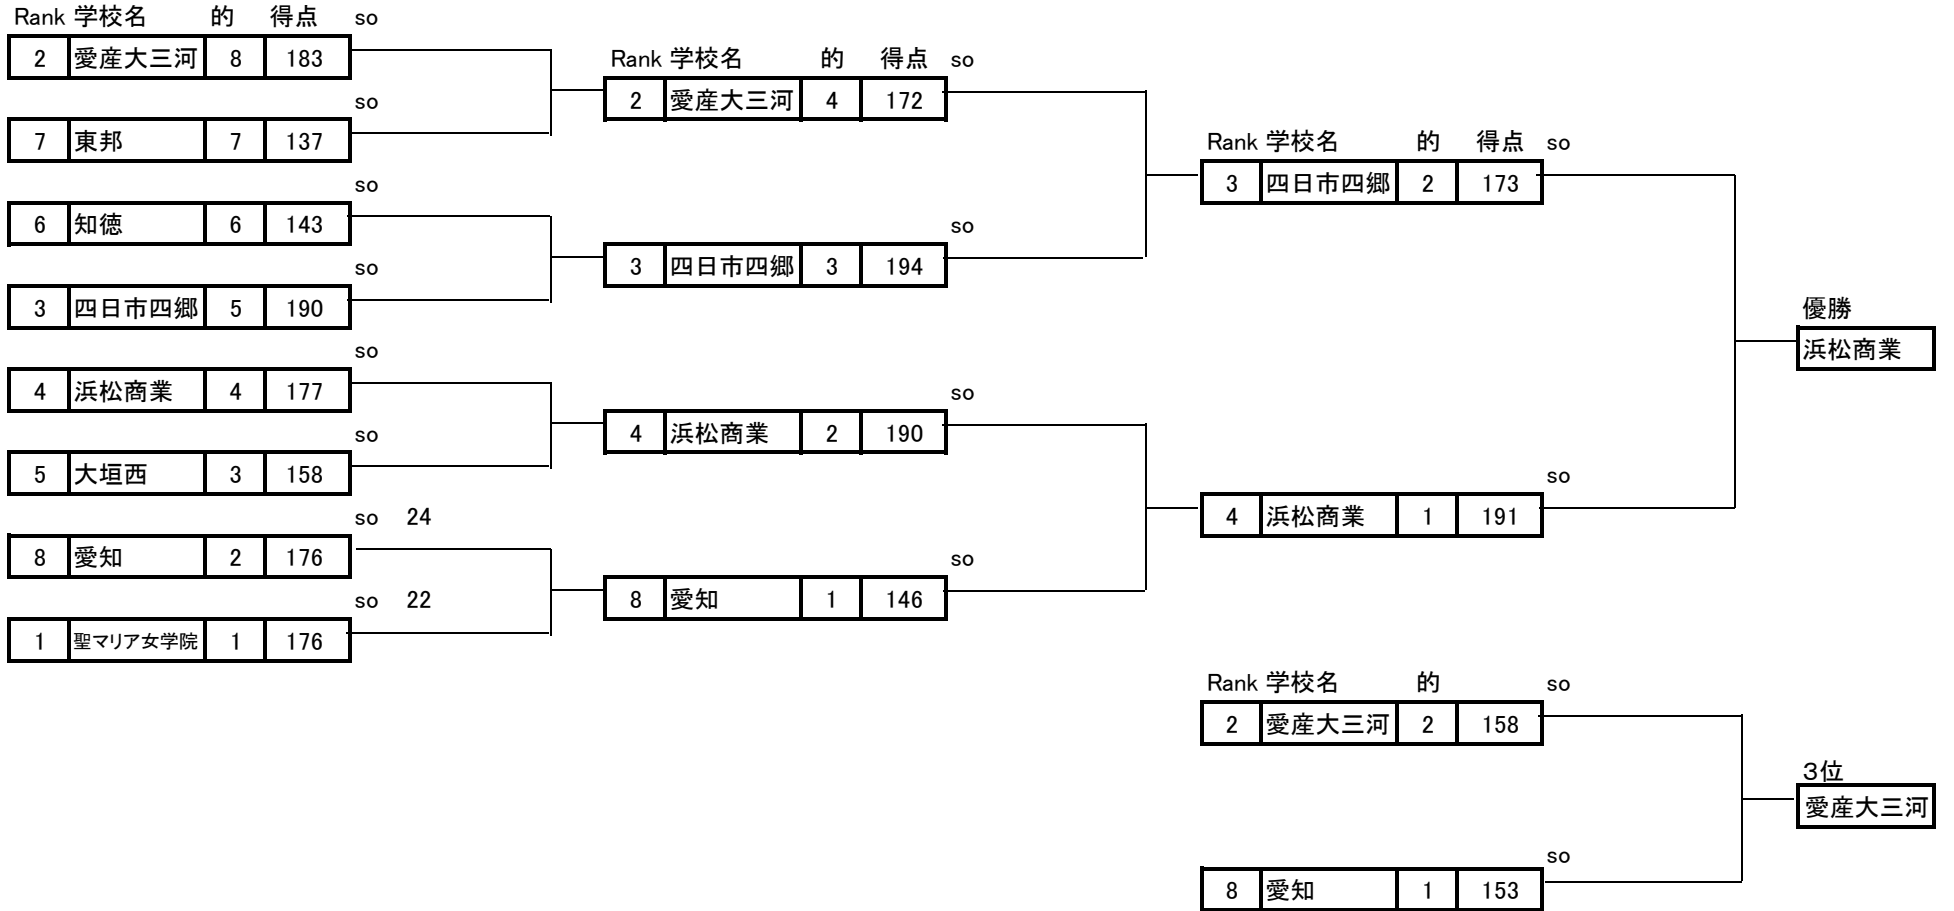 Rank 学校名 的 得点 so
2 愛産大三河 8 183
so
7 東邦 7 137
so
6 知徳 6 143
so
3 四日市四郷 5 190
so
4 浜松商業 4 177
so
5 大垣西 3 158
so 24
8 愛知 2 176
so 22
1 聖マリア女学院 1 176
Rank 学校名 的 得点 so
2 愛産大三河 4 172
so
3 四日市四郷 3 194
so
4 浜松商業 2 190
so
8 愛知 1 146
Rank 学校名 的 得点 so
3 四日市四郷 2 173
so
4 浜松商業 1 191
優勝
浜松商業
Rank 学校名 的 so
2 愛産大三河 2 158
so
8 愛知 1 153
３位
愛産大三河